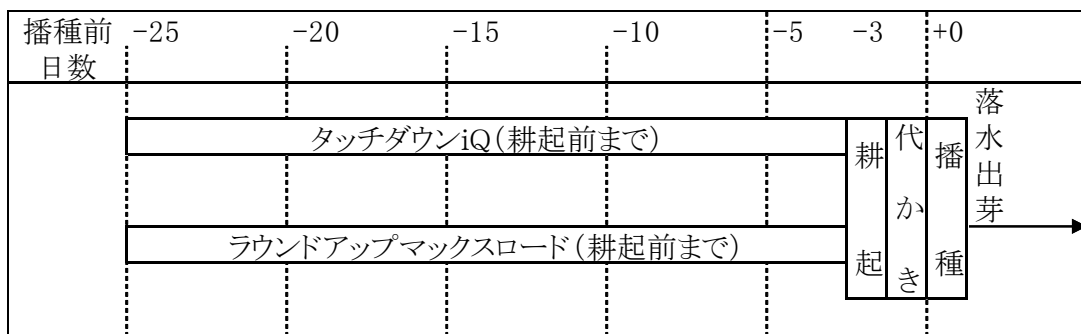 播種前 -25 -20 -15 -10 -5 -3 +0
日数
タッチダウンiQ(耕起前まで)
ラウンドアップマックスロード(耕起前まで)
耕起
代かき
播種
落水出芽